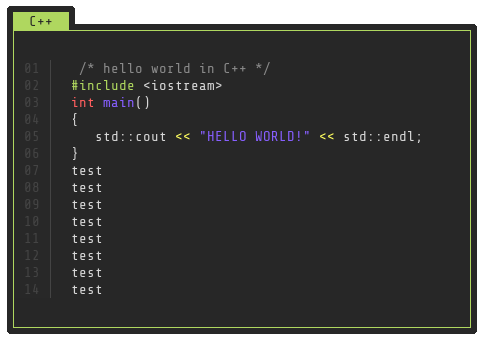 C++
01 /* hello world in C++ */
02 #include <iostream>
03 int main()
04 {
05 std::cout << "HELLO WORLD!" << std::endl;
06 }
07 test
08 test
09 test
10 test
11 test
12 test
13 test
14 test